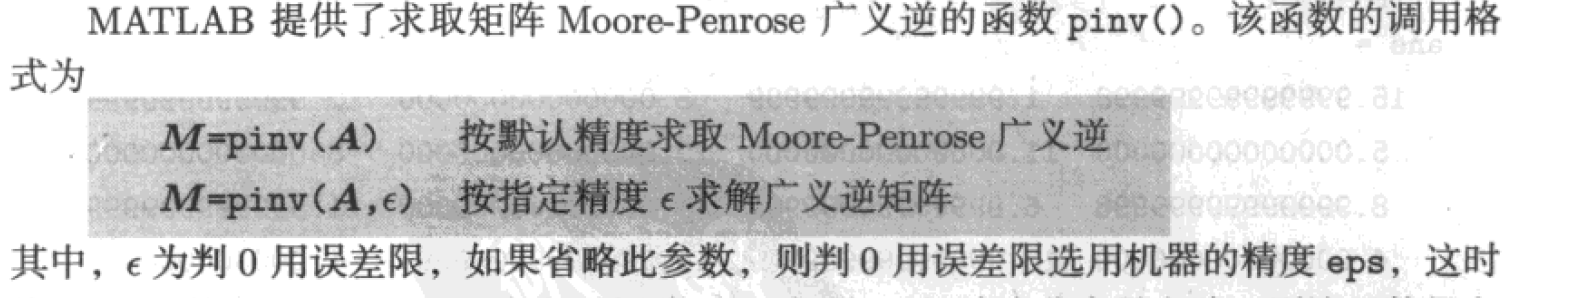 MATLAB 提供了求取矩阵 Moore-Penrose 广义逆的函数 pinv()。该函数的调用格
式为
M=pinv(A) 按默认精度求取 Moore-Penrose 广义逆
M=pinv(A,ϵ) 按指定精度 ϵ 求解广义逆矩阵
其中，ϵ 为判 0 用误差限，如果省略此参数，则判 0 用误差限选用机器的精度 eps，这时